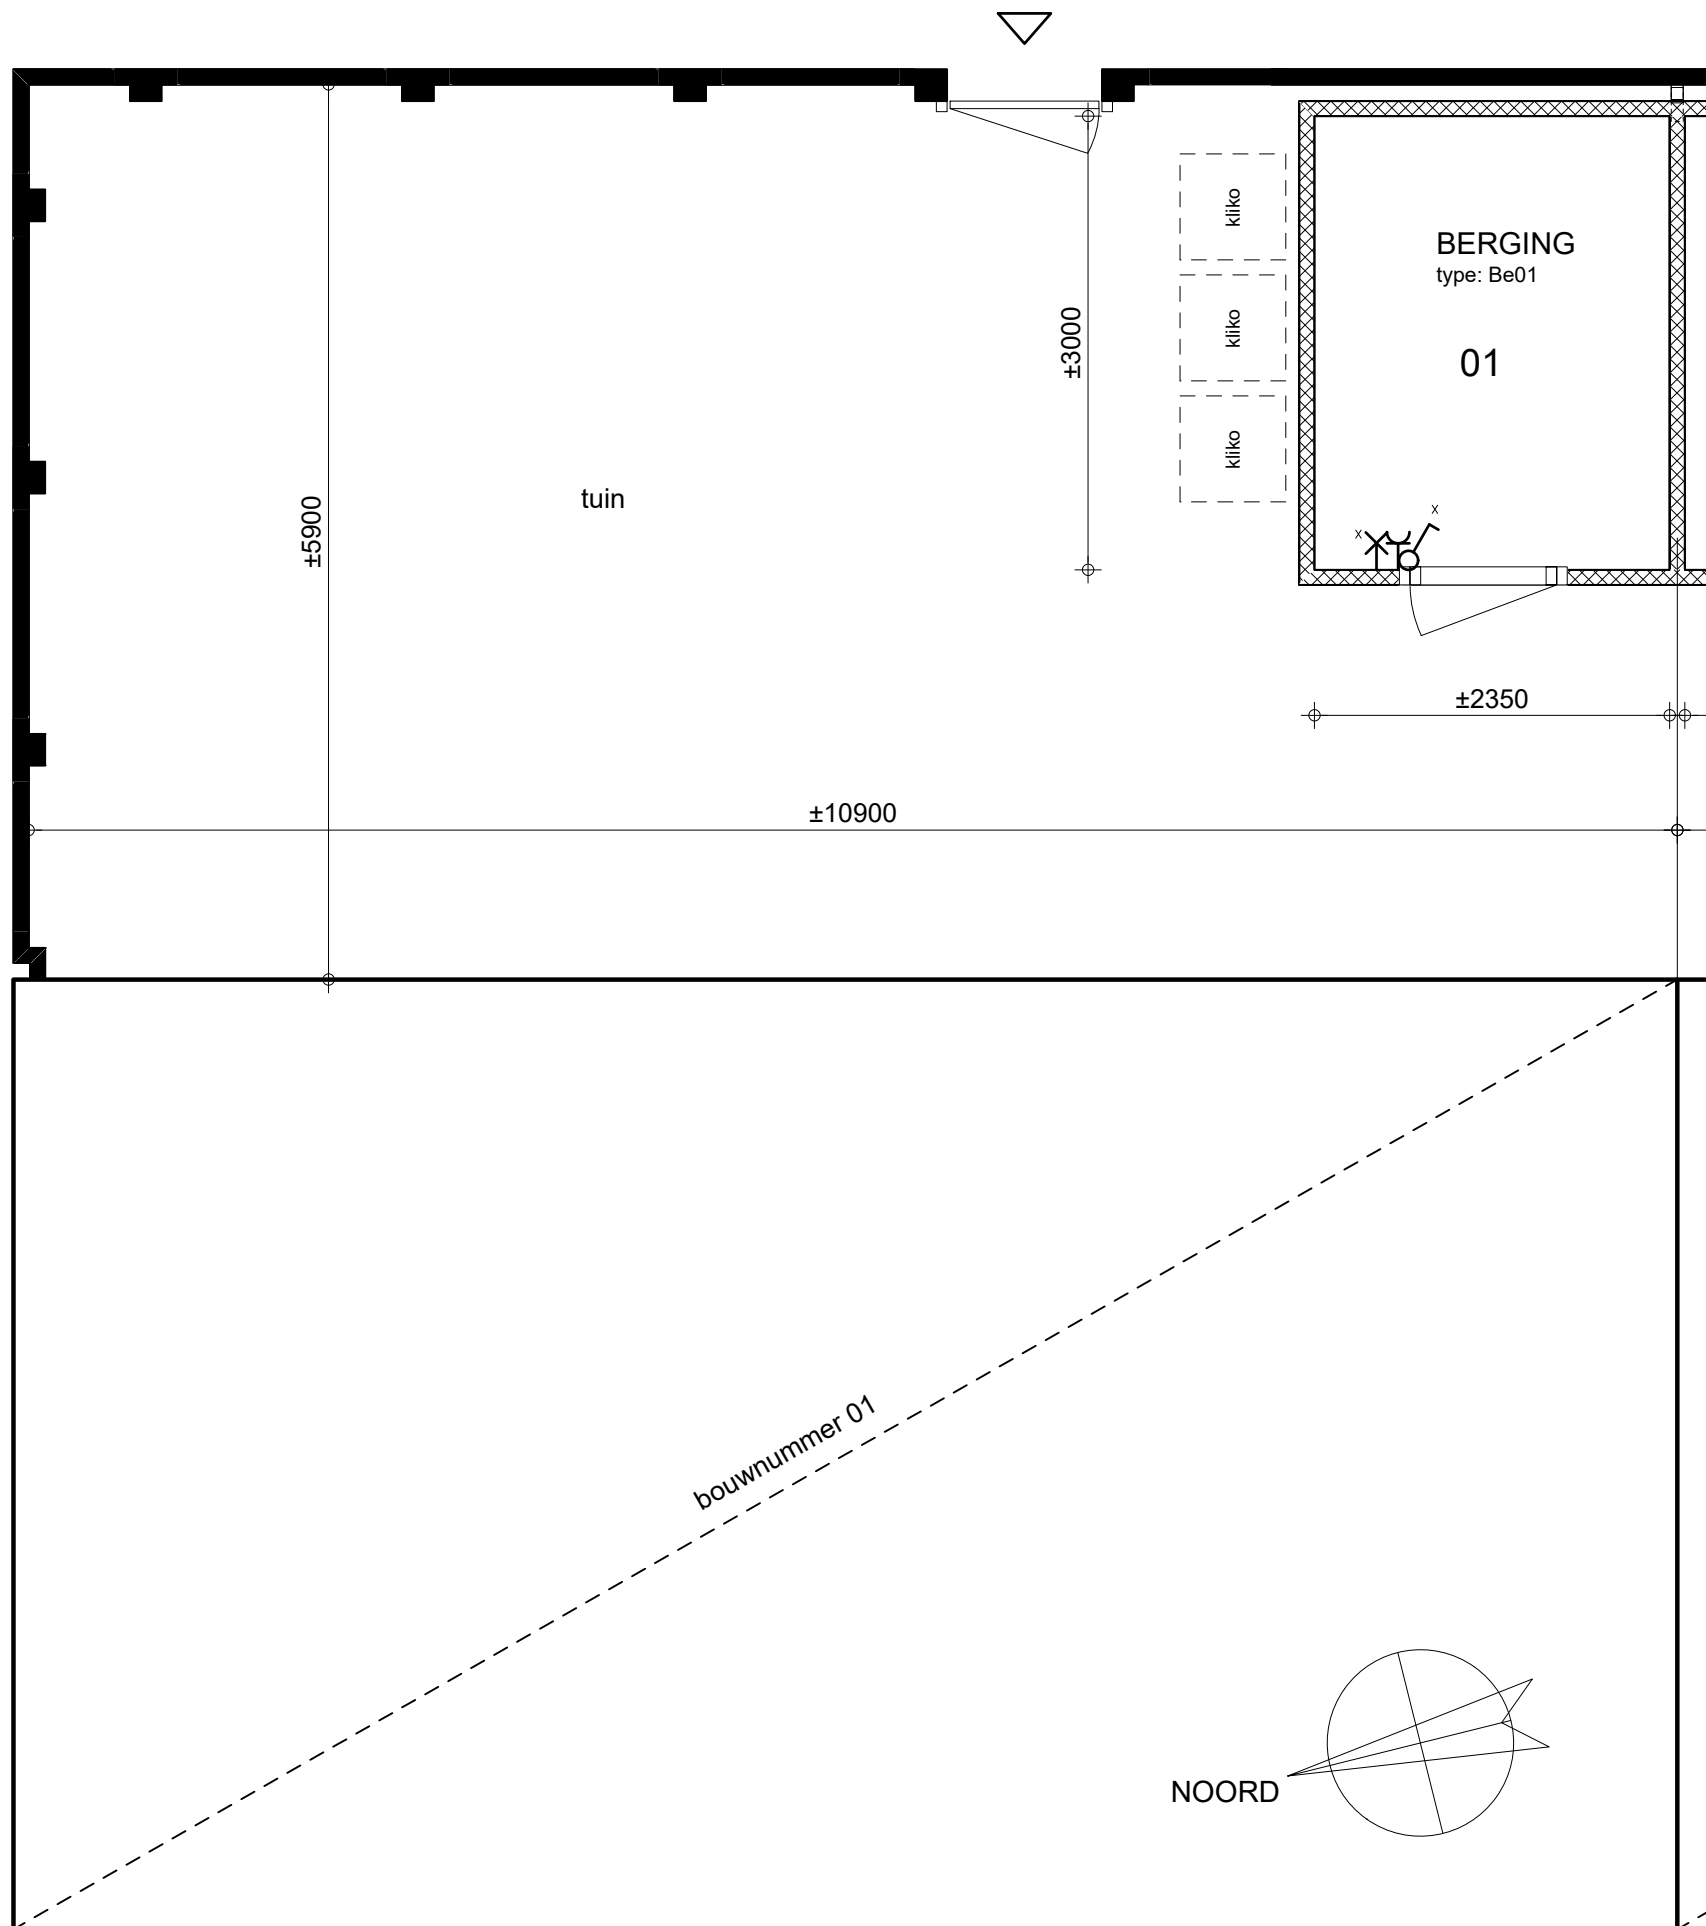 kliko
BERGING
type: Be01
kliko
±3000
01
kliko
tuin
±5900
x
x
±2350
±10900
bouwnummer 01
NOORD